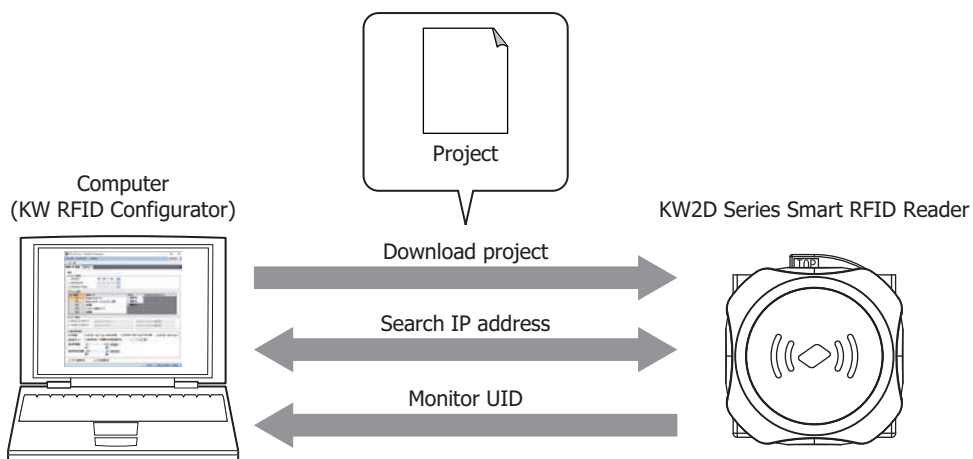 Project
Computer
(KW RFID Configurator)
KW2D Series Smart RFID Reader
Download project
TOP
Search IP address
Monitor UID